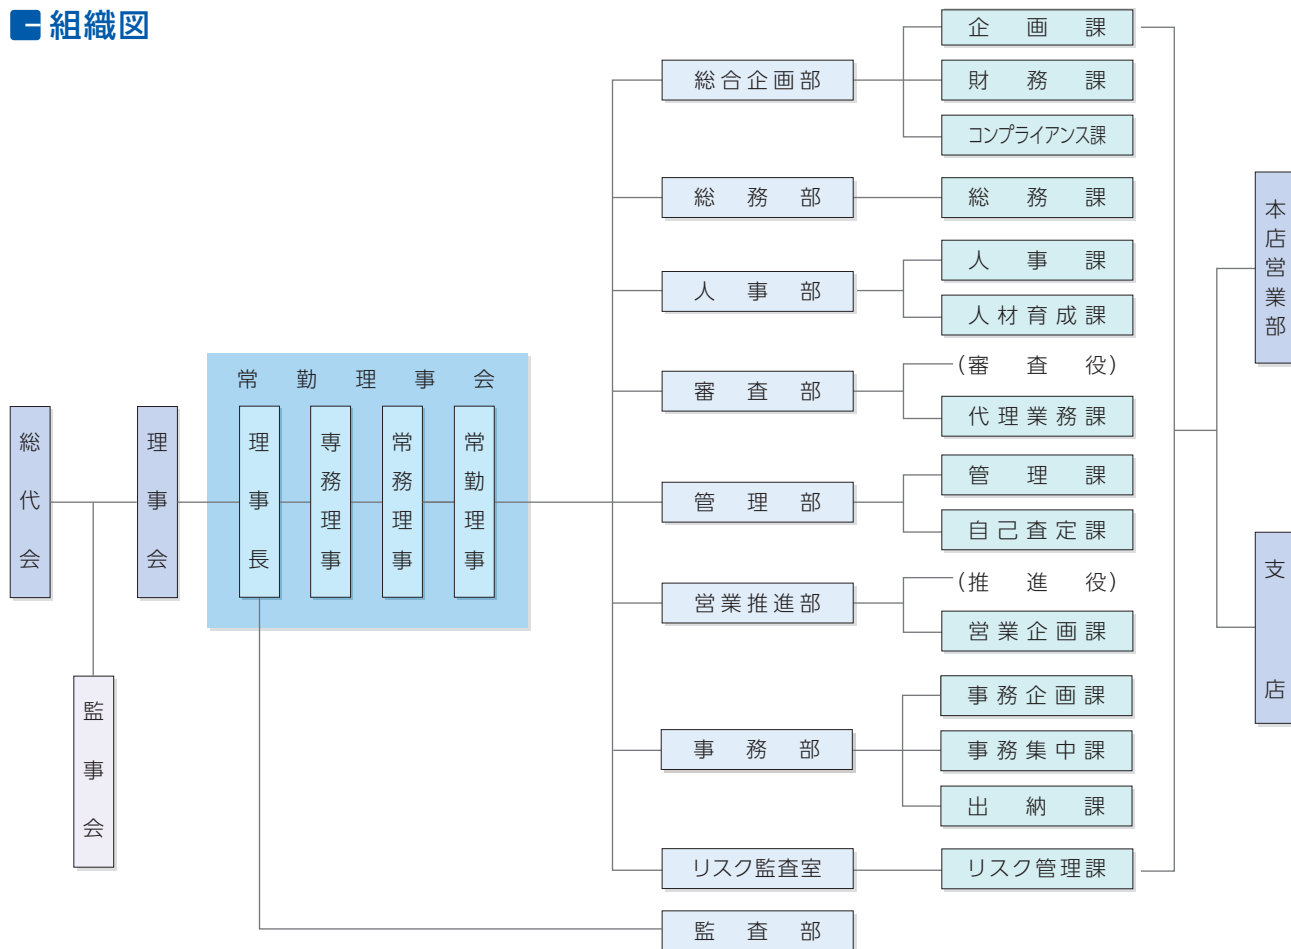 組織図
総代会
監事会
理事会
常勤理事会
理事長
専務理事
常務理事
常勤理事
総合企画部
企画課
財務課
コンプライアンス課
総務部
総務課
人事部
人事課
人材育成課
審査部
(審査役)
代理業務課
管理部
管理課
自己査定課
営業推進部
(推進役)
営業企画課
事務部
事務企画課
事務集中課
出納課
リスク監査室
リスク管理課
監査部
本店営業部
支店